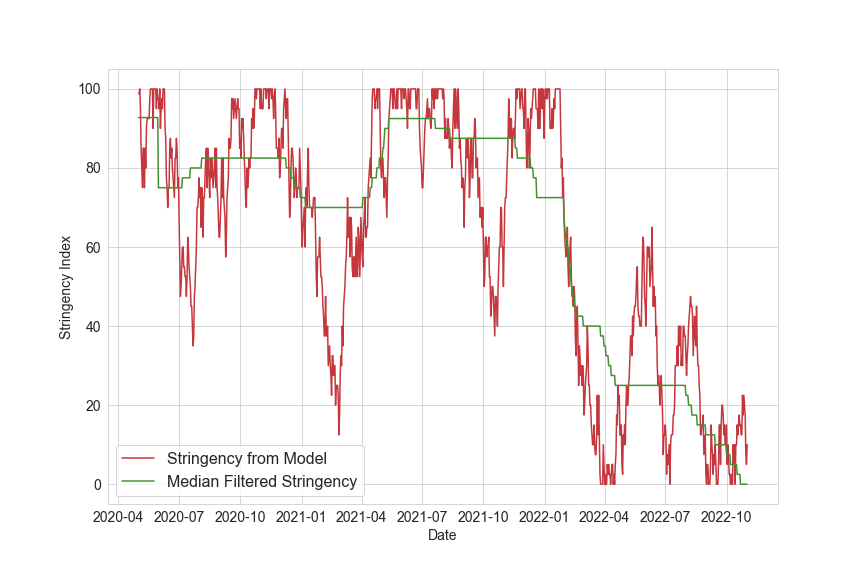 100
80
60
40
20
0
Stringency Index
Stringency from Model
Median Filtered Stringency
2020-04 2020-07 2020-10 2021-01 2021-04 2021-07 2021-10 2022-01 2022-04 2022-07 2022-10
Date